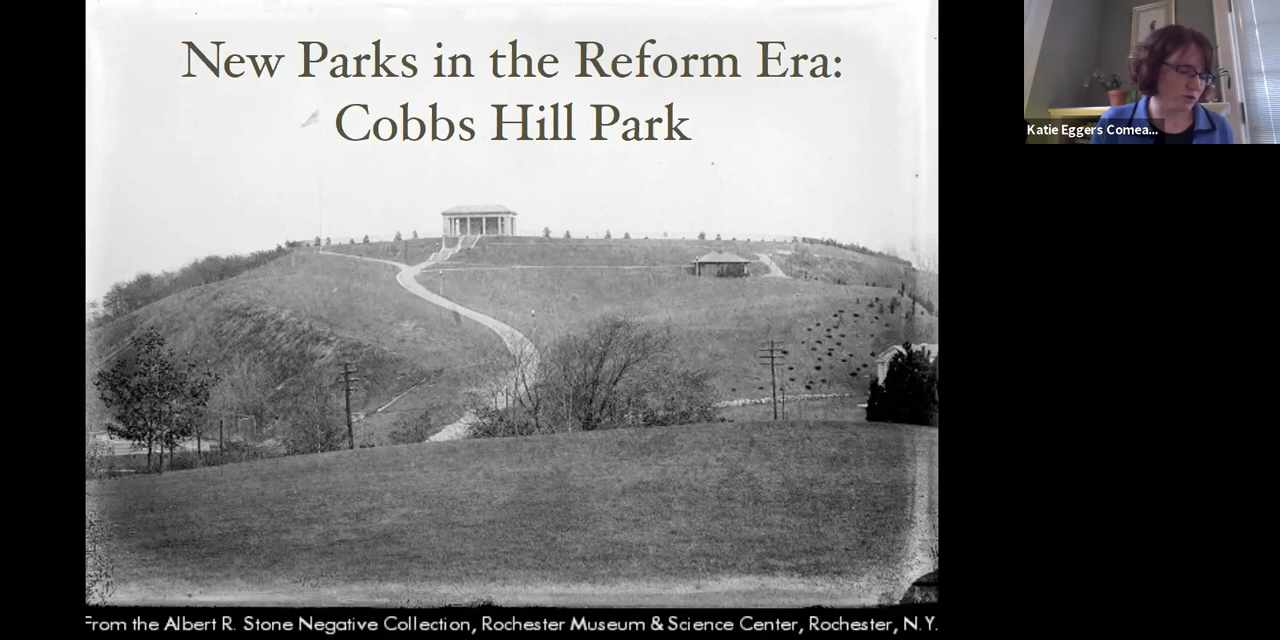 New Parks in the Reform Era:
Cobbs Hill Park
Katie Eggers Comea...
From the Albert R. Stone Negative Collection, Rochester Museum & Science Center, Rochester, N.Y.